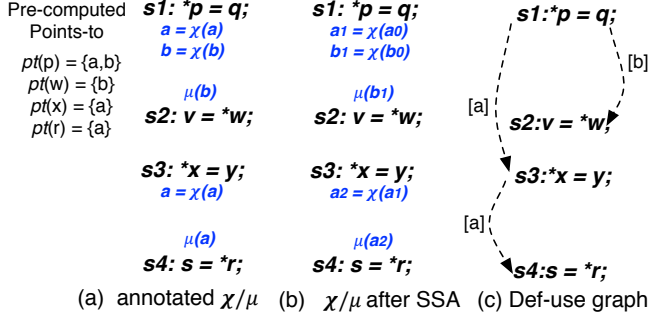 Pre-computed
Points-to
pt(p) = {a,b}
pt(w) = {b}
pt(x) = {a}
pt(r) = {a}
s1: *p = q;
a = χ(a)
b = χ(b)
μ(b)
s2: v = *w;
s3: *x = y;
a = χ(a)
μ(a)
s4: s = *r;
(a) annotated χ/μ
s1: *p = q;
a1 = χ(a0)
b1 = χ(b0)
μ(b1)
s2: v = *w;
s3: *x = y;
a2 = χ(a1)
μ(a2)
s4: s = *r;
(b) χ/μ after SSA
s1:*p = q;
[b]
[a]
s2:v = *w;
s3:*x = y;
[a]
s4:s = *r;
(c) Def-use graph